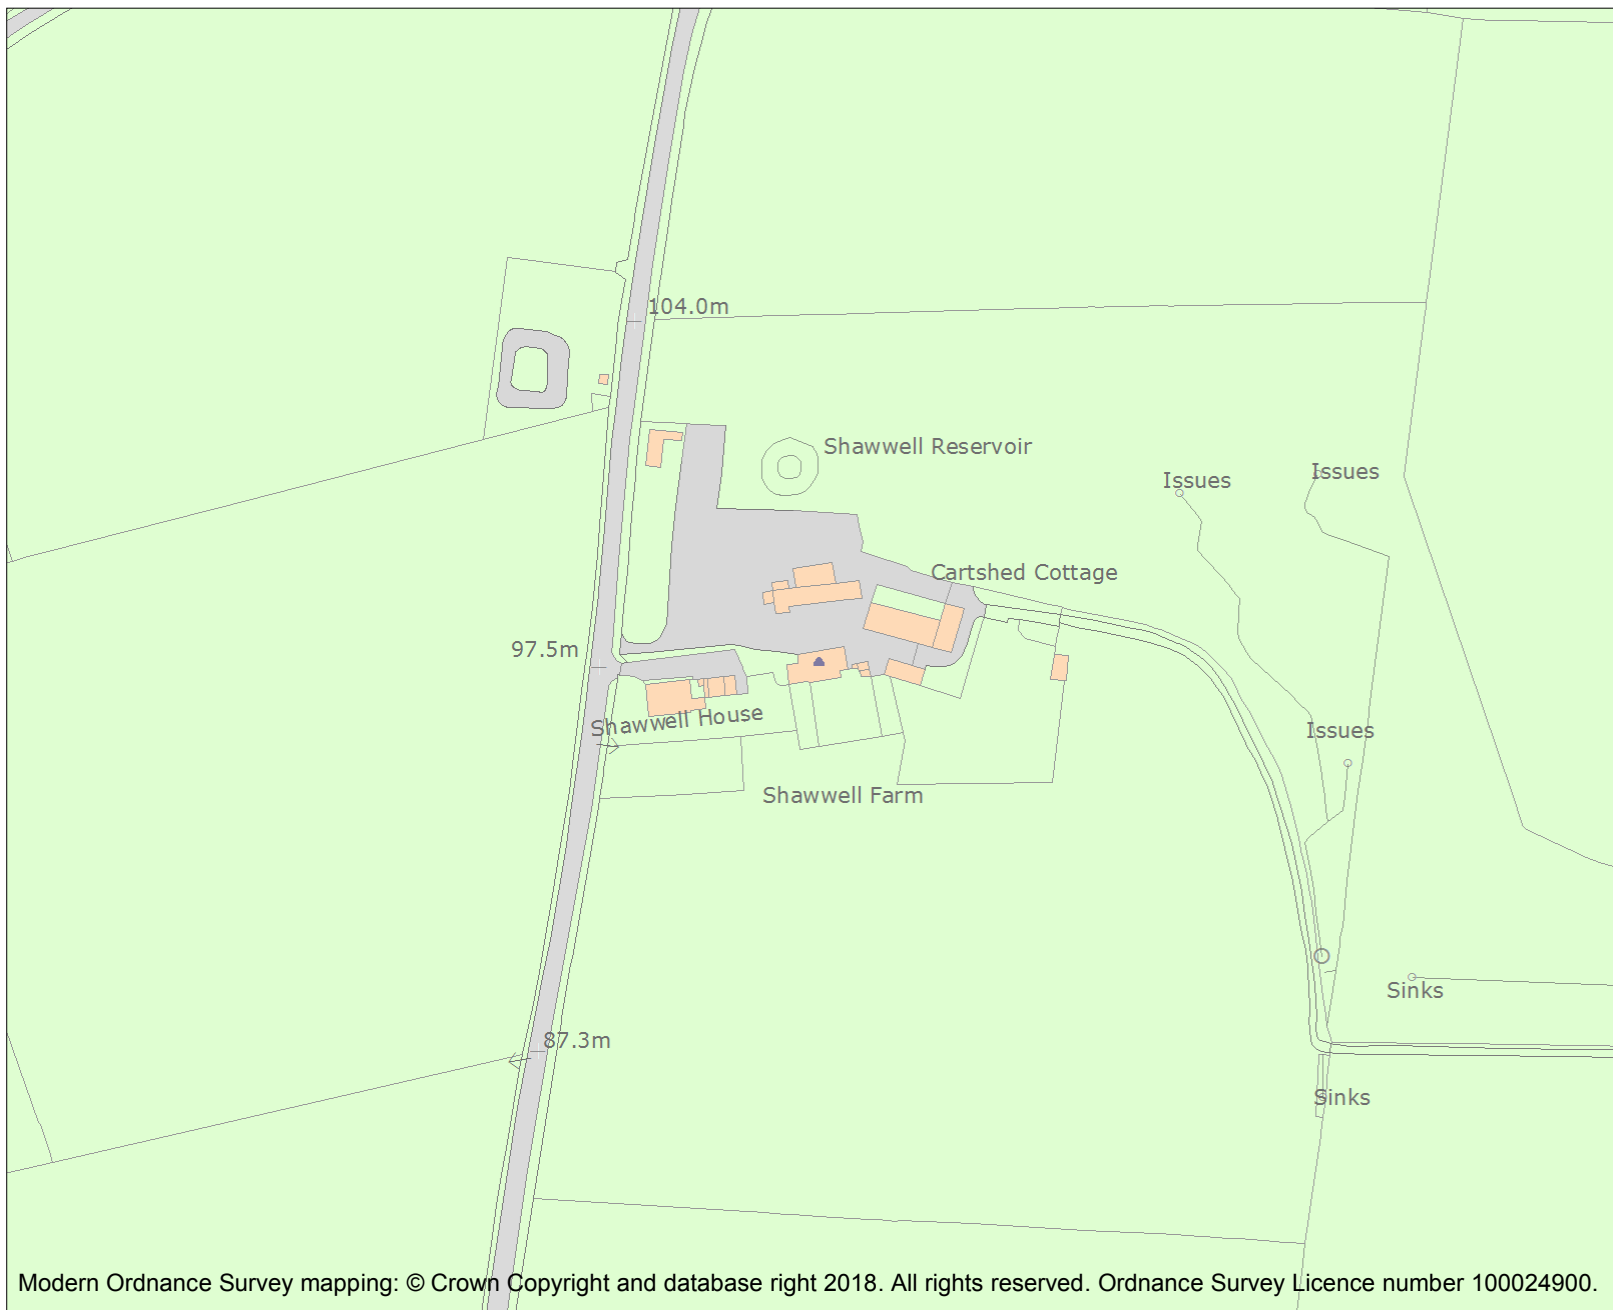 104.0m
Shawwell Reservoir
Issues
Issues
Cartshed Cottage
97.5m
Shawwell House
Issues
Shawwell Farm
Sinks
87.3m
Sinks
Modern Ordnance Survey mapping: © Crown Copyright and database right 2018. All rights reserved. Ordnance Survey Licence number 100024900.